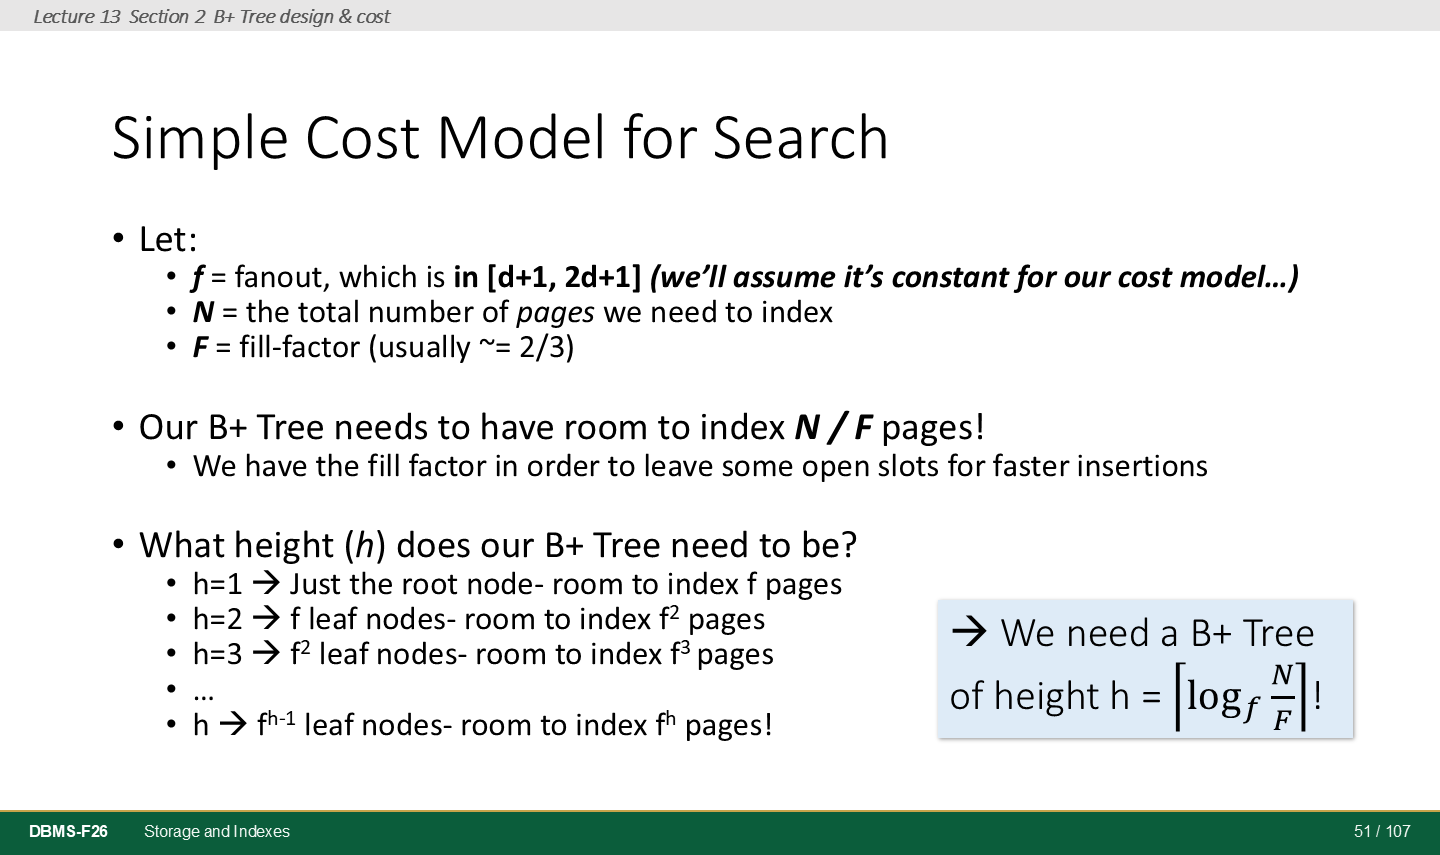 Lecture 13 Section 2 B+ Tree design & cost
Simple Cost Model for Search
• Let:
• f = fanout, which is in [d+1, 2d+1] (we’ll assume it’s constant for our cost model…)
• N = the total number of pages we need to index
• F = fill-factor (usually ~= 2/3)
• Our B+ Tree needs to have room to index N / F pages!
• We have the fill factor in order to leave some open slots for faster insertions
• What height (h) does our B+ Tree need to be?
• h=1 → Just the root node- room to index f pages
• h=2 → f leaf nodes- room to index f² pages
• h=3 → f² leaf nodes- room to index f³ pages
• …
• h → fʰ⁻¹ leaf nodes- room to index fʰ pages!
→ We need a B+ Tree
of height h = ⌈log_f N/F⌉!
DBMS-F26 Storage and Indexes 51 / 107